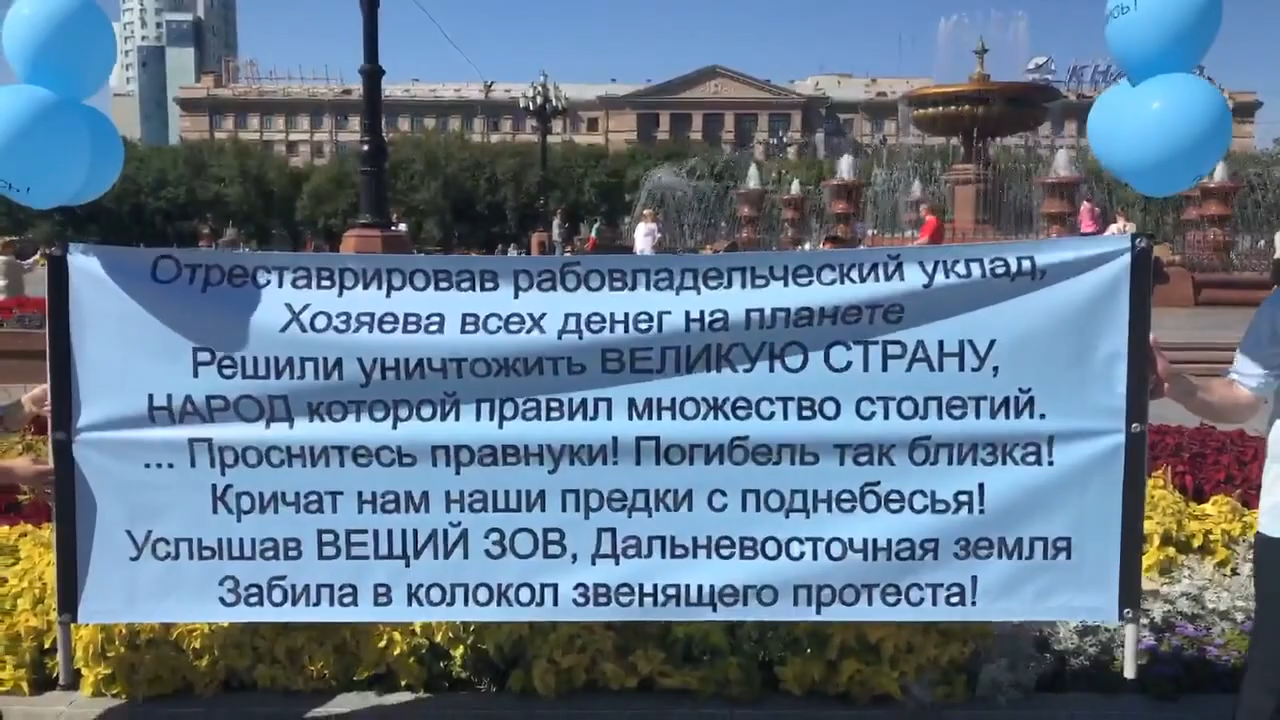 Отреставрировав рабовладельческий уклад,
Хозяева всех денег на планете
Решили уничтожить ВЕЛИКУЮ СТРАНУ,
НАРОД которой правил множество столетий.
... Проснитесь правнуки! Погибель так близка!
Кричат нам наши предки с поднебесья!
Услышав ВЕЩИЙ ЗОВ, Дальневосточная земля
Забила в колокол звенящего протеста!